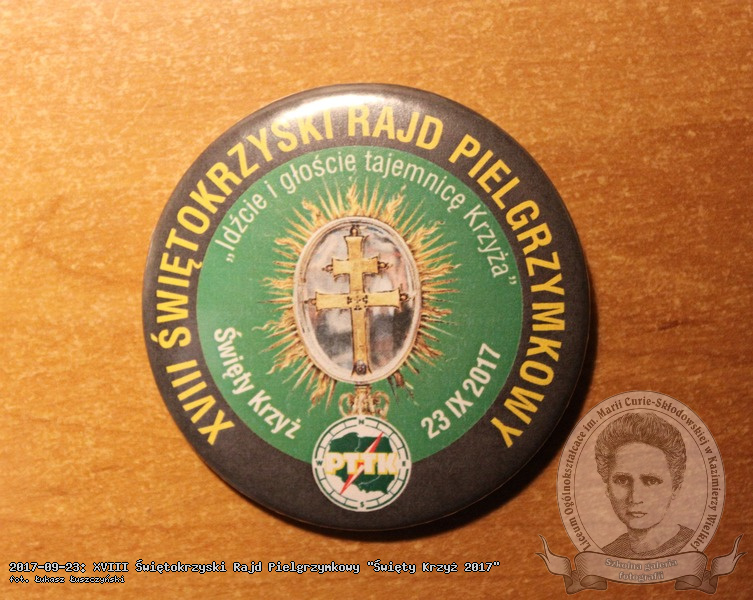 XVIII ŚWIĘTOKRZYSKI RAJD PIELGRZYMKOWY
„Idźcie i głoście tajemnicę Krzyża”
Święty Krzyż
23 IX 2017
N
W E
S
PTTK
Liceum Ogólnokształcące im. Marii Curie-Skłodowskiej w Kazimierzy Wielkiej
Szkolna galeria
fotografii
2017-09-23: XVIII Świętokrzyski Rajd Pielgrzymkowy "Święty Krzyż 2017"
fot. Łukasz Łuszczyński